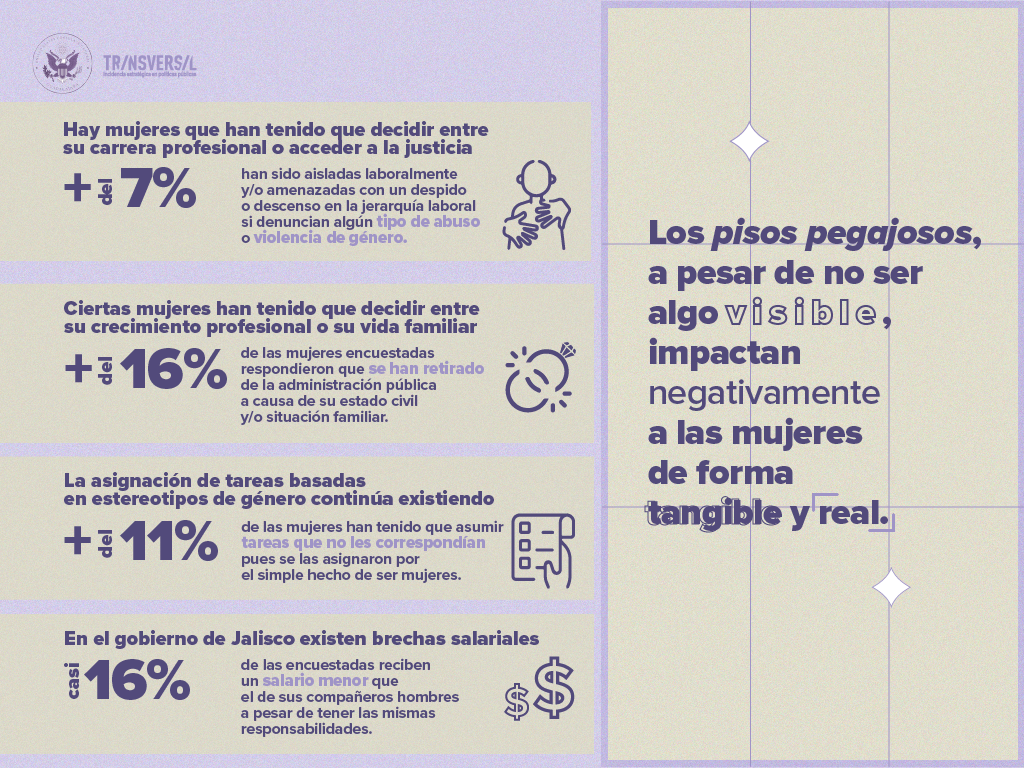 TR/NSVERS/L
Incidencia estratégica en políticas públicas
Hay mujeres que han tenido que decidir entre
su carrera profesional o acceder a la justicia
+ del 7%
han sido aisladas laboralmente
y/o amenazadas con un despido
o descenso en la jerarquía laboral
si denuncian algún tipo de abuso
o violencia de género.
Ciertas mujeres han tenido que decidir entre
su crecimiento profesional o su vida familiar
+ del 16%
de las mujeres encuestadas
respondieron que se han retirado
de la administración pública
a causa de su estado civil
y/o situación familiar.
La asignación de tareas basadas
en estereotipos de género continúa existiendo
+ del 11%
de las mujeres han tenido que asumir
tareas que no les correspondían
pues se las asignaron por
el simple hecho de ser mujeres.
En el gobierno de Jalisco existen brechas salariales
casi 16%
de las encuestadas reciben
un salario menor que
el de sus compañeros hombres
a pesar de tener las mismas
responsabilidades.
Los pisos pegajosos,
a pesar de no ser
algo visible,
impactan
negativamente
a las mujeres
de forma
tangible y real.